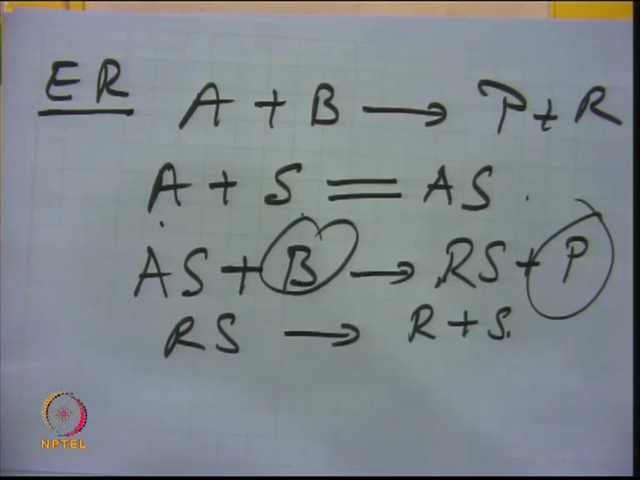 ER A + B → P + R
A + S = AS
AS + B → RS + P
RS → R + S
NPTEL